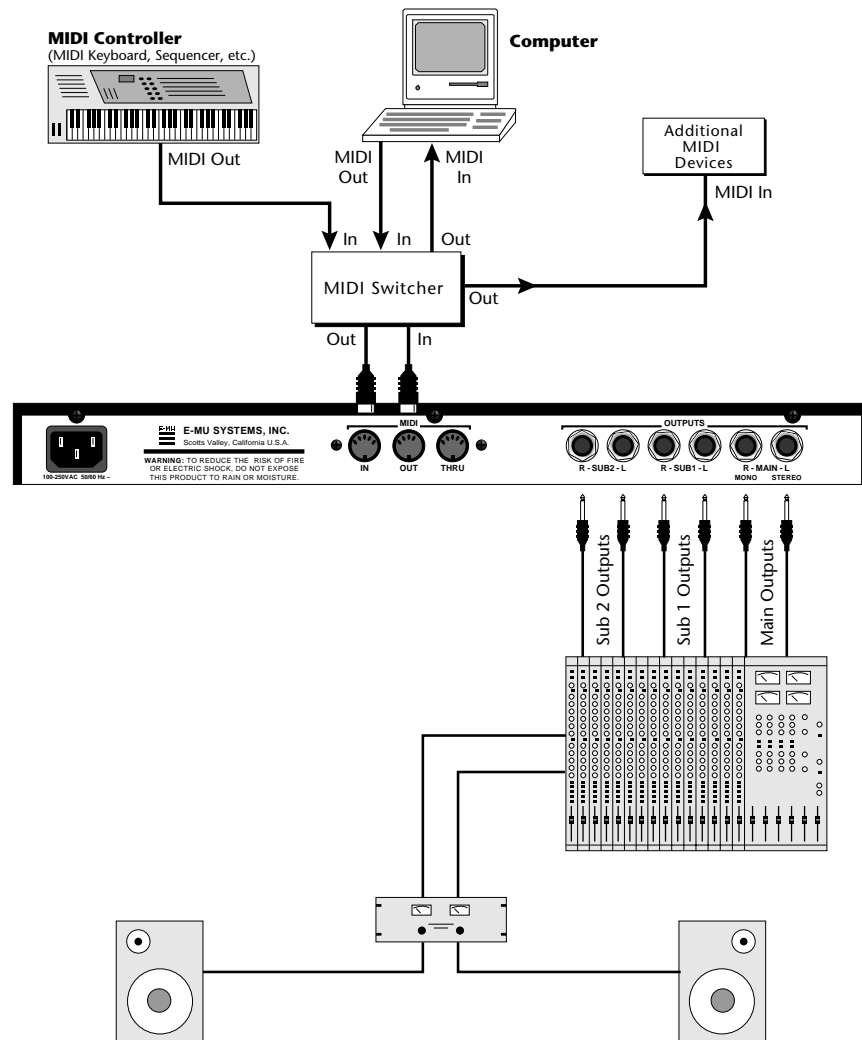 MIDI Controller
(MIDI Keyboard, Sequencer, etc.)
Computer
MIDI Out
MIDI
Out
MIDI
In
Additional
MIDI
Devices
MIDI In
In
In
Out
MIDI Switcher
Out
Out
In
E-MU
E-MU SYSTEMS, INC.
Scotts Valley, California U.S.A.
WARNING: TO REDUCE THE RISK OF FIRE
OR ELECTRIC SHOCK, DO NOT EXPOSE
THIS PRODUCT TO RAIN OR MOISTURE.
100-250VAC 50/60 Hz ~
MIDI
IN
OUT
THRU
OUTPUTS
R - SUB2 - L
R - SUB1 - L
R - MAIN - L
MONO
STEREO
Sub 2 Outputs
Sub 1 Outputs
Main Outputs